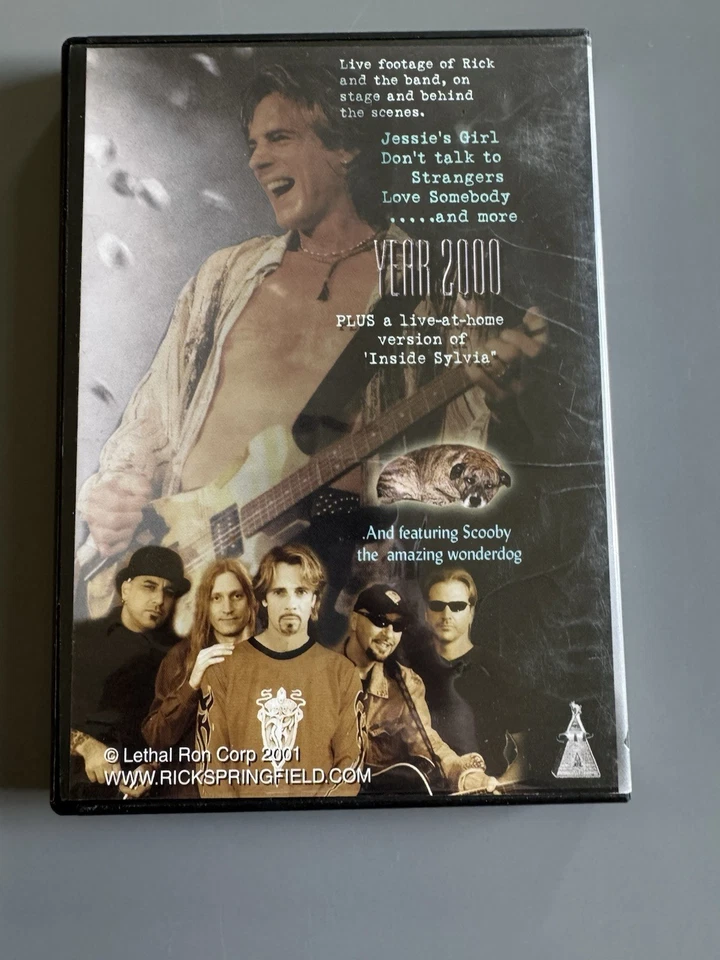 Live footage of Rick
and the band, on
stage and behind
the scenes.
Jessie's Girl
Don't talk to
Strangers
Love Somebody
.....and more
YEAR 2000
PLUS a live-at-home
version of
'Inside Sylvia"
.And featuring Scooby
the amazing wonderdog
© Lethal Ron Corp 2001
WWW.RICKSPRINGFIELD.COM